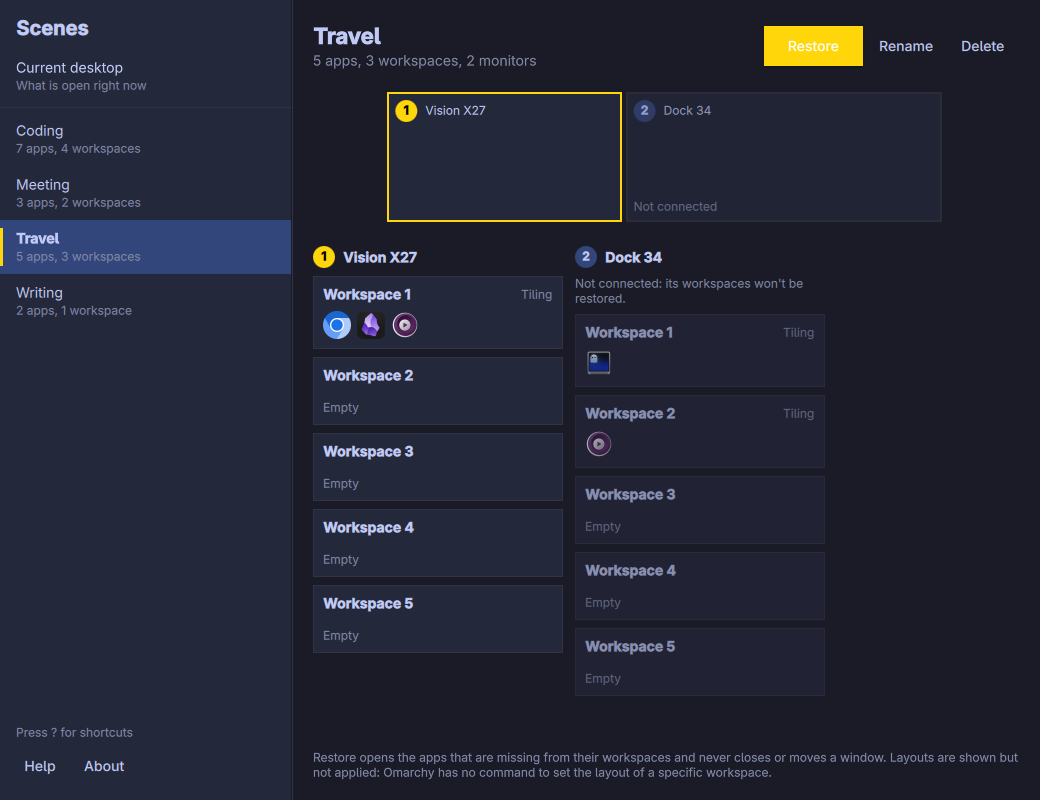 Scenes
Current desktop
What is open right now
Coding
7 apps, 4 workspaces
Meeting
3 apps, 2 workspaces
Travel
5 apps, 3 workspaces
Writing
2 apps, 1 workspace
Press ? for shortcuts
Help
About
Travel
5 apps, 3 workspaces, 2 monitors
Restore
Rename
Delete
1 Vision X27
2 Dock 34
Not connected
1 Vision X27
Workspace 1 Tiling
Workspace 2
Empty
Workspace 3
Empty
Workspace 4
Empty
Workspace 5
Empty
2 Dock 34
Not connected: its workspaces won't be
restored.
Workspace 1 Tiling
Workspace 2 Tiling
Workspace 3
Empty
Workspace 4
Empty
Workspace 5
Empty
Restore opens the apps that are missing from their workspaces and never closes or moves a window. Layouts are shown but
not applied: Omarchy has no command to set the layout of a specific workspace.